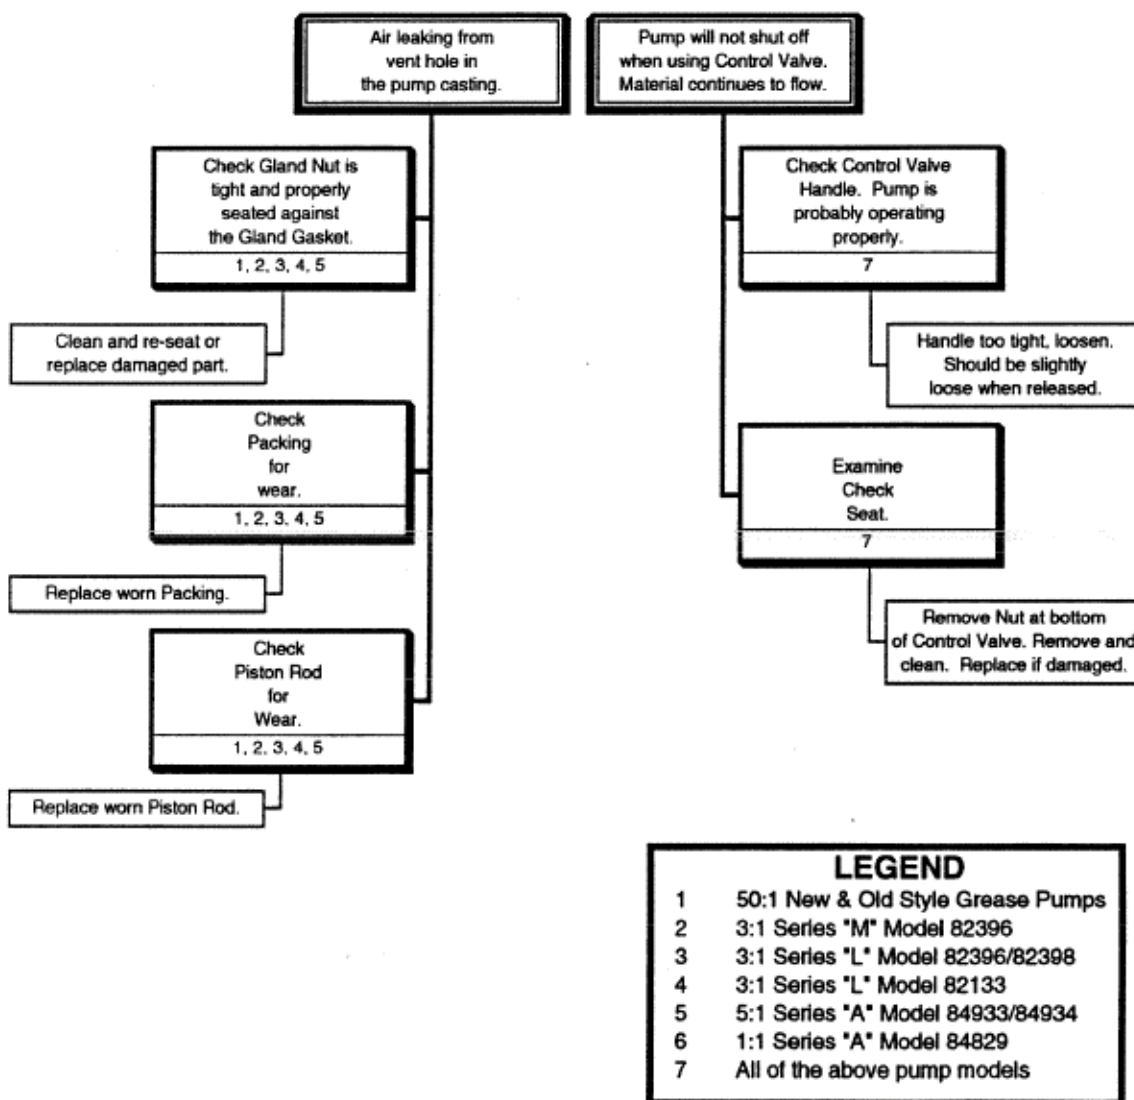 Air leaking from
vent hole in
the pump casting.
Check Gland Nut is
tight and properly
seated against
the Gland Gasket.
1, 2, 3, 4, 5
Clean and re-seat or
replace damaged part.
Check
Packing
for
wear.
1, 2, 3, 4, 5
Replace worn Packing.
Check
Piston Rod
for
Wear.
1, 2, 3, 4, 5
Replace worn Piston Rod.
Pump will not shut off
when using Control Valve.
Material continues to flow.
Check Control Valve
Handle. Pump is
probably operating
properly.
7
Handle too tight, loosen.
Should be slightly
loose when released.
Examine
Check
Seat.
7
Remove Nut at bottom
of Control Valve. Remove and
clean. Replace if damaged.
LEGEND
1 50:1 New & Old Style Grease Pumps
2 3:1 Series "M" Model 82396
3 3:1 Series "L" Model 82396/82398
4 3:1 Series "L" Model 82133
5 5:1 Series "A" Model 84933/84934
6 1:1 Series "A" Model 84829
7 All of the above pump models